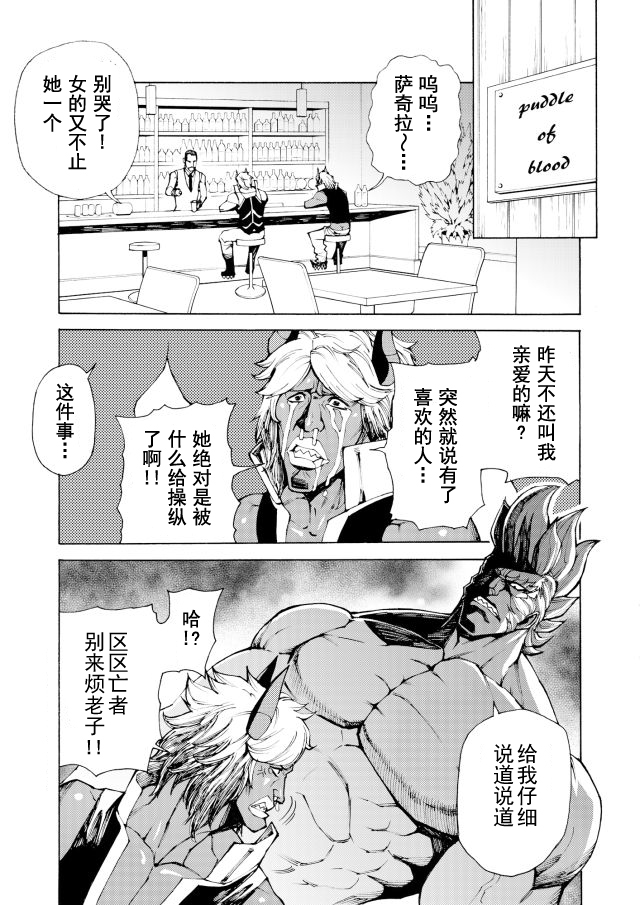 puddle
of
blood
呜呜…
萨奇拉
～…
别哭了！
女的又不止
她一个
昨天不还叫我
亲爱的嘛？
突然就说有了
喜欢的人…
她绝对是被
什么给操纵
了啊！！
这件事…
给我仔细
说道说道
哈！？
区区亡者
别来烦老子！！